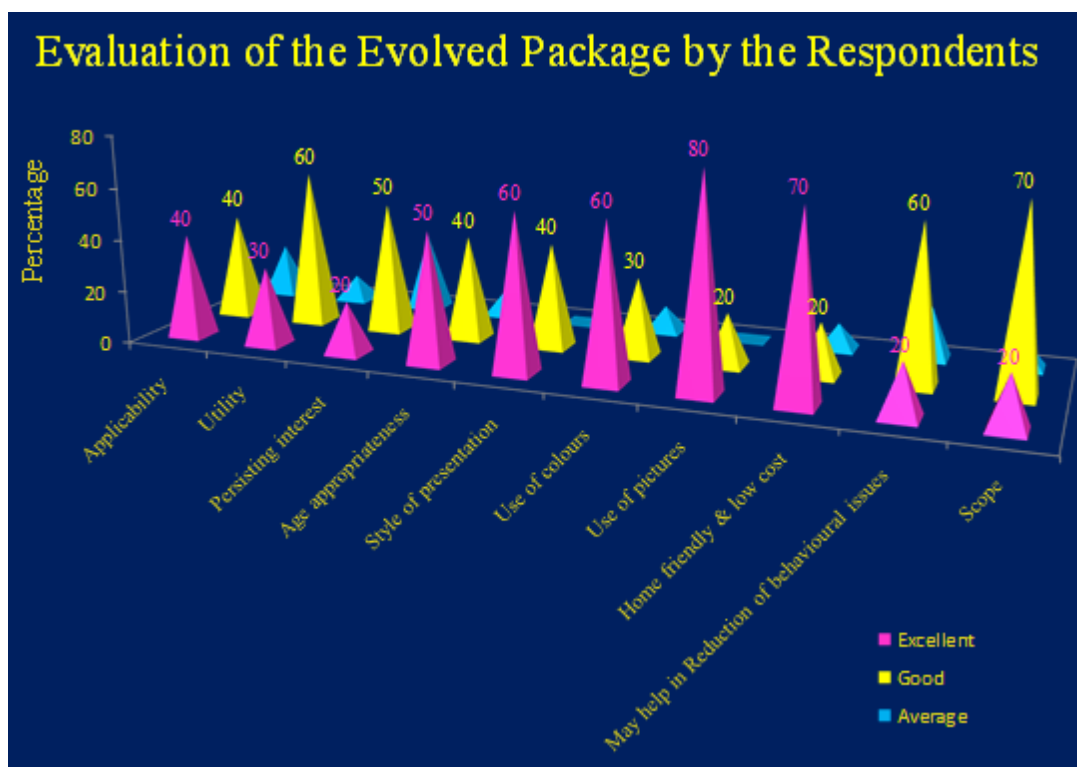 Evaluation of the Evolved Package by the Respondents
Percentage
80
60
40
20
0
40
30
20
50
60
60
80
70
20
20
40
60
50
40
40
30
20
20
60
70
Applicability
Utility
Persisting interest
Age appropriateness
Style of presentation
Use of colours
Use of pictures
Home friendly & low cost
May help in Reduction of behavioural issues
Scope
Excellent
Good
Average